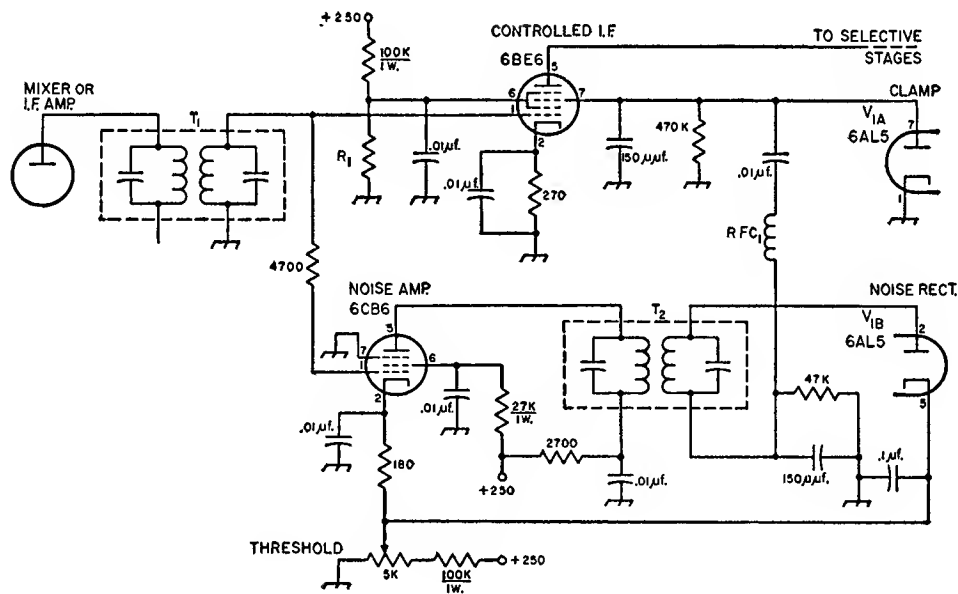 +250
CONTROLLED I.F.
6BE6
TO SELECTIVE
STAGES
100K
1W.
MIXER OR
I.F. AMP.
T1
5
6
1
7
2
CLAMP
V1A
6AL5
7
1
R1
.01µf.
.01µf.
270
150µµf.
470K
.01µf.
RFC1
4700
NOISE AMP.
6CB6
5
7
1
6
2
T2
NOISE RECT.
V1B
6AL5
2
5
.01µf.
180
.01µf.
27K
1W.
+250
2700
.01µf.
47K
150µµf.
.1µf.
THRESHOLD
5K
100K
1W.
+250